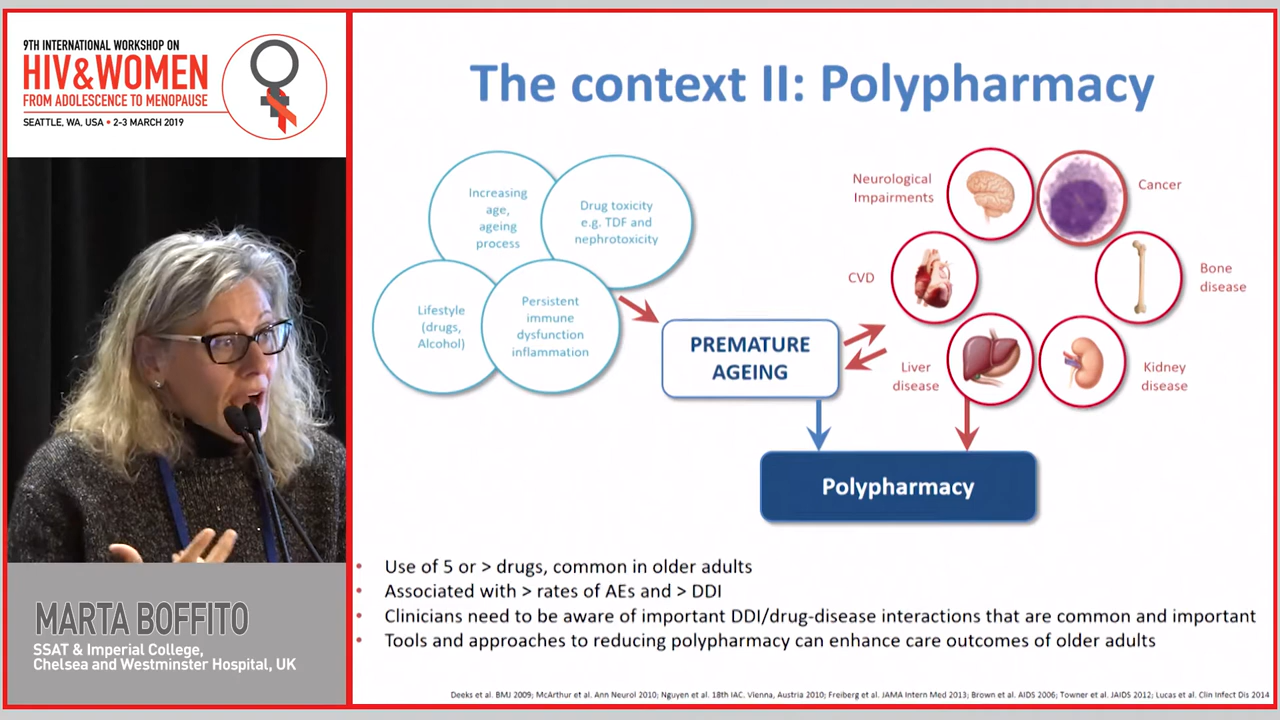 9TH INTERNATIONAL WORKSHOP ON
HIV&WOMEN
FROM ADOLESCENCE TO MENOPAUSE
SEATTLE, WA, USA • 2-3 MARCH 2019
The context II: Polypharmacy
Increasing
age,
ageing
process
Drug toxicity
e.g. TDF and
nephrotoxicity
Lifestyle
(drugs,
Alcohol)
Persistent
immune
dysfunction
inflammation
PREMATURE
AGEING
Neurological
Impairments
Cancer
CVD
Bone
disease
Liver
disease
Kidney
disease
Polypharmacy
• Use of 5 or > drugs, common in older adults
• Associated with > rates of AEs and > DDI
• Clinicians need to be aware of important DDI/drug-disease interactions that are common and important
• Tools and approaches to reducing polypharmacy can enhance care outcomes of older adults
Deeks et al. BMJ 2009; McArthur et al. Ann Neurol 2010; Nguyen et al. 18th IAC. Vienna, Austria 2010; Freiberg et al. JAMA Intern Med 2013; Brown et al. AIDS 2006; Towner et al. JAIDS 2012; Lucas et al. Clin Infect Dis 2014
MARTA BOFFITO
SSAT & Imperial College,
Chelsea and Westminster Hospital, UK